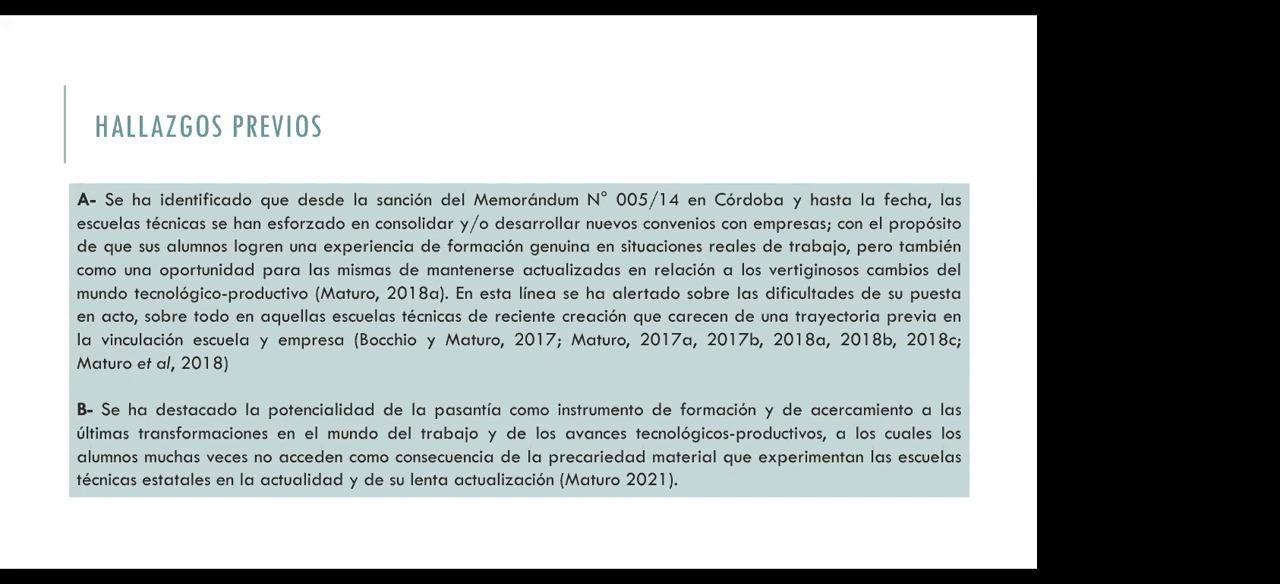 HALLAZGOS PREVIOS
A- Se ha identificado que desde la sanción del Memorándum N° 005/14 en Córdoba y hasta la fecha, las
escuelas técnicas se han esforzado en consolidar y/o desarrollar nuevos convenios con empresas; con el propósito
de que sus alumnos logren una experiencia de formación genuina en situaciones reales de trabajo, pero también
como una oportunidad para las mismas de mantenerse actualizadas en relación a los vertiginosos cambios del
mundo tecnológico-productivo (Maturo, 2018a). En esta línea se ha alertado sobre las dificultades de su puesta
en acto, sobre todo en aquellas escuelas técnicas de reciente creación que carecen de una trayectoria previa en
la vinculación escuela y empresa (Bocchio y Maturo, 2017; Maturo, 2017a, 2017b, 2018a, 2018b, 2018c;
Maturo et al, 2018)
B- Se ha destacado la potencialidad de la pasantía como instrumento de formación y de acercamiento a las
últimas transformaciones en el mundo del trabajo y de los avances tecnológicos-productivos, a los cuales los
alumnos muchas veces no acceden como consecuencia de la precariedad material que experimentan las escuelas
técnicas estatales en la actualidad y de su lenta actualización (Maturo 2021).